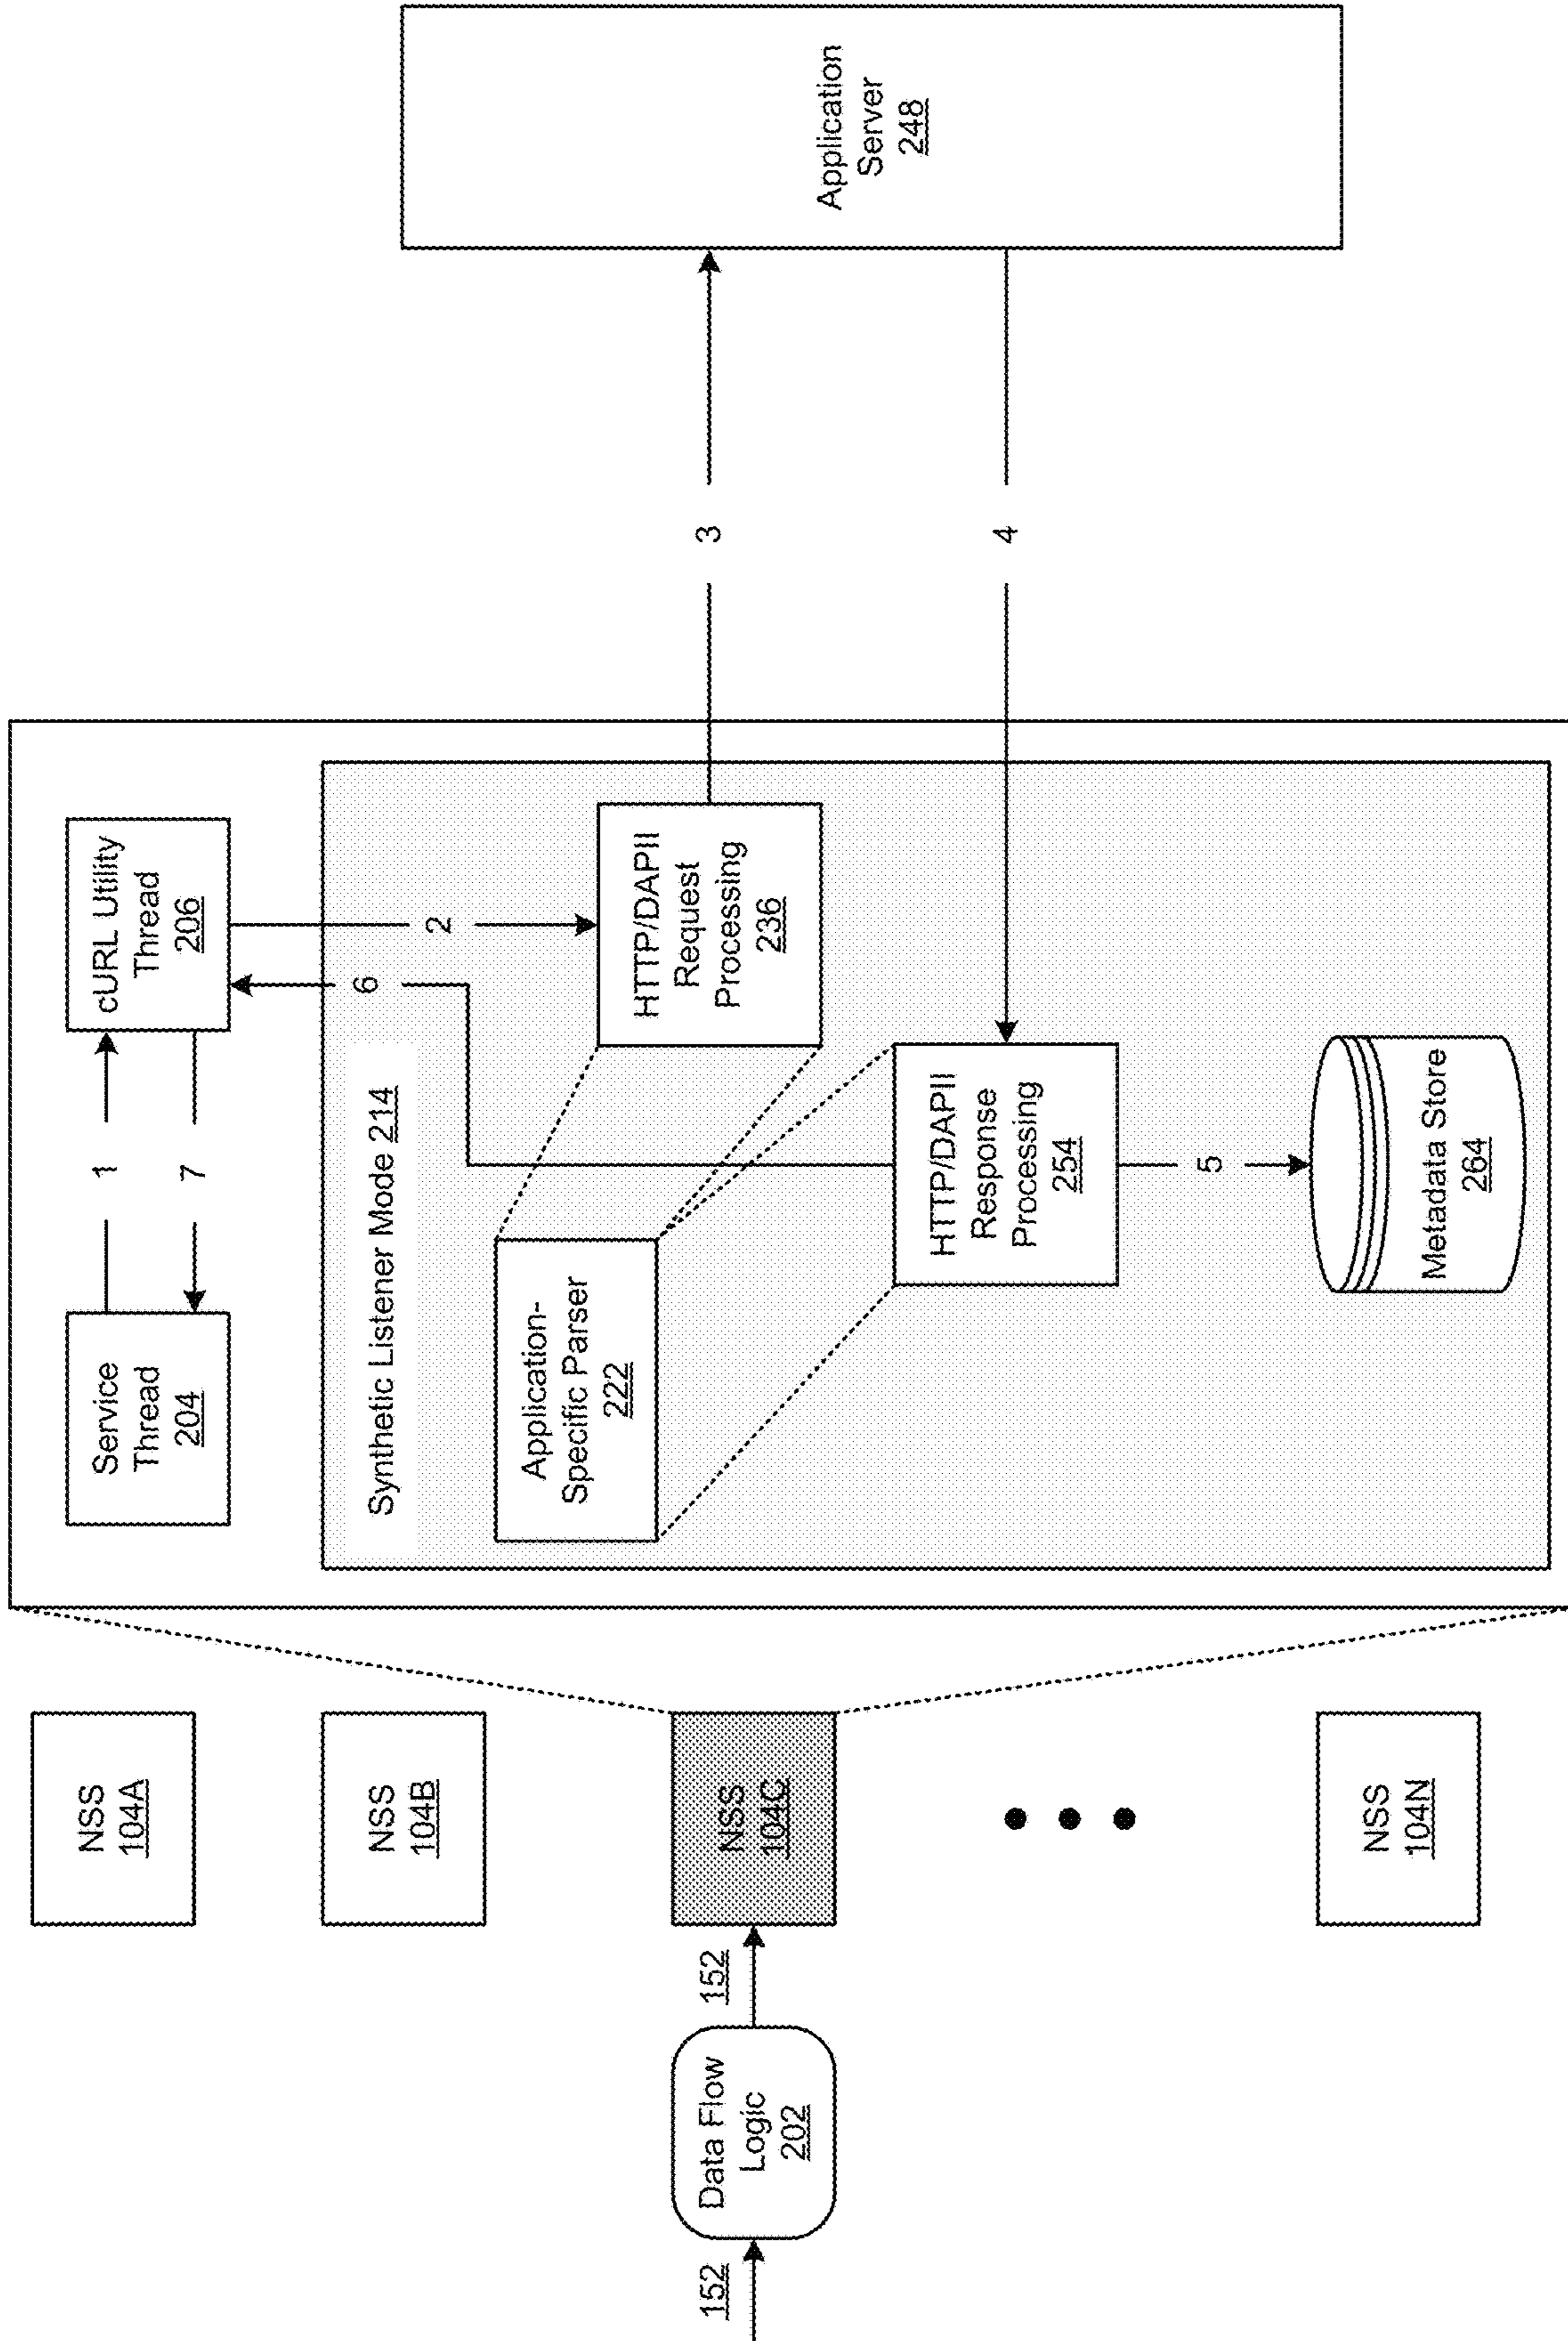 152
Data Flow
Logic
202
152
NSS
104A
NSS
104B
NSS
104C
NSS
104N
Service
Thread
204
1
7
cURL Utility
Thread
206
Synthetic Listener Mode 214
2
6
Application-
Specific Parser
222
HTTP/DAPII
Request
Processing
236
HTTP/DAPII
Response
Processing
254
5
Metadata Store
264
3
4
Application
Server
248